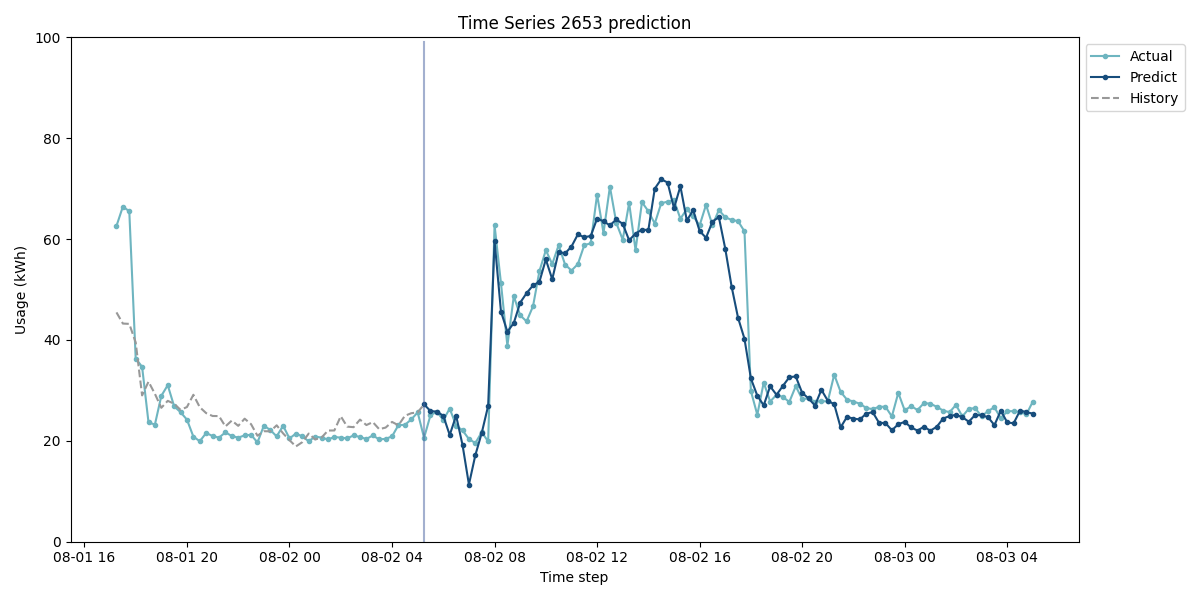 Time Series 2653 prediction
Usage (kWh)
100
80
60
40
20
0
08-01 16
08-01 20
08-02 00
08-02 04
08-02 08
08-02 12
08-02 16
08-02 20
08-03 00
08-03 04
Time step
Actual
Predict
History